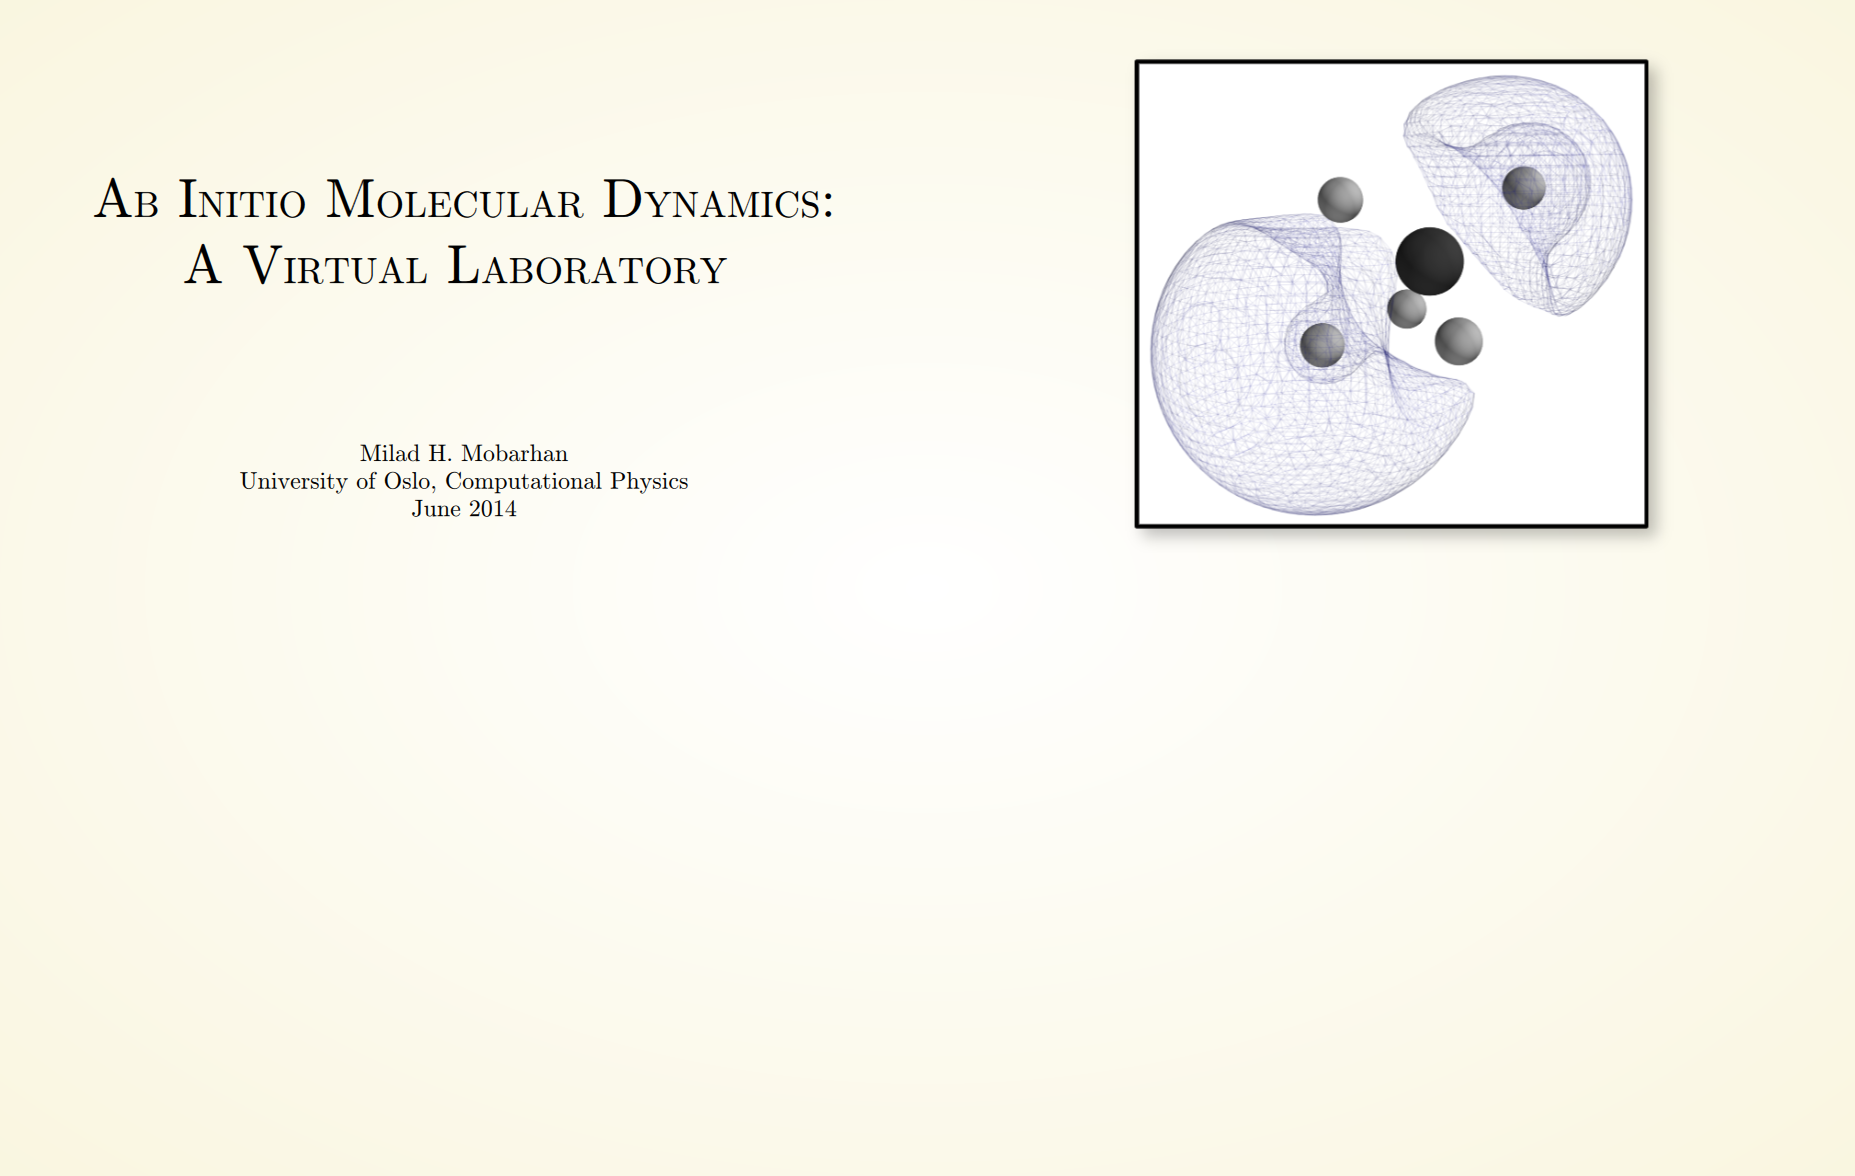 Ab Initio Molecular Dynamics:
A Virtual Laboratory
Milad H. Mobarhan
University of Oslo, Computational Physics
June 2014